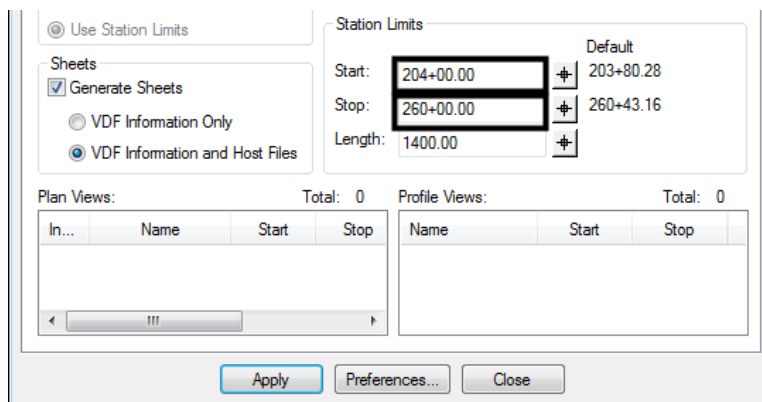 Use Station Limits
Station Limits
Default
Sheets
Generate Sheets
Start: 204+00.00 203+80.28
VDF Information Only
Stop: 260+00.00 260+43.16
VDF Information and Host Files
Length: 1400.00
Plan Views: Total: 0 Profile Views: Total: 0
In... Name Start Stop Name Start Stop
Apply Preferences... Close